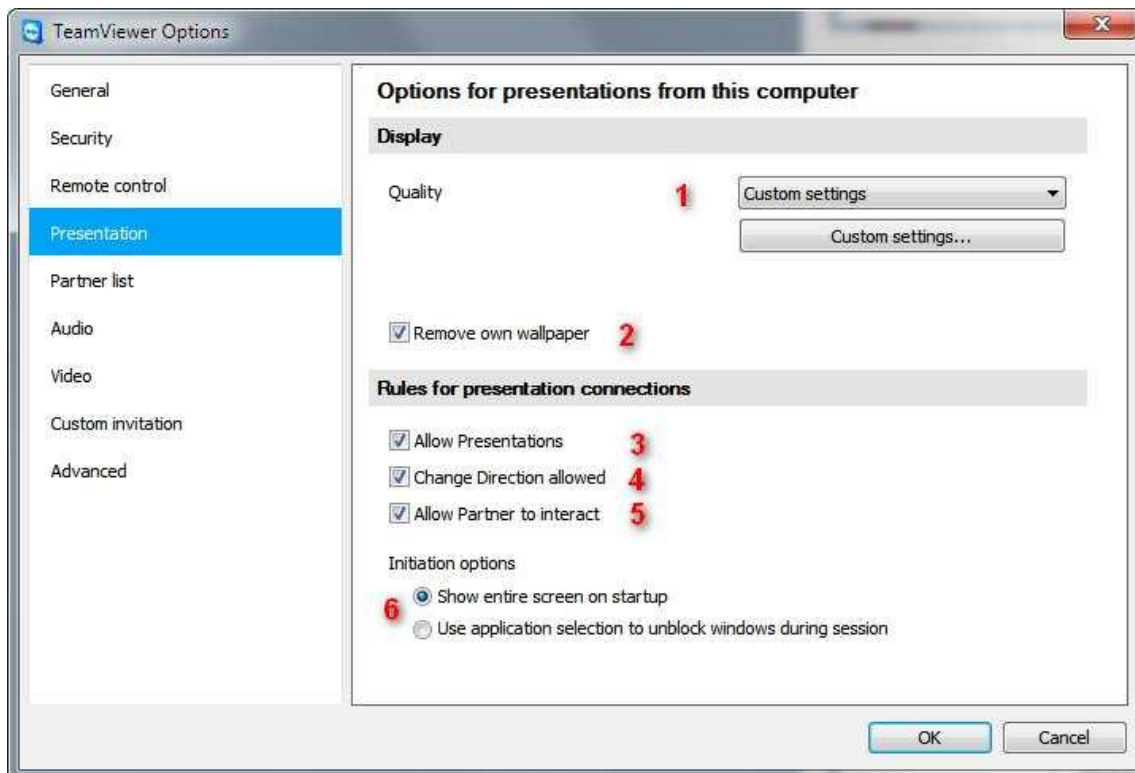 TeamViewer Options
General
Security
Remote control
Presentation
Partner list
Audio
Video
Custom invitation
Advanced
Options for presentations from this computer
Display
Quality 1 Custom settings
Custom settings...
Remove own wallpaper 2
Rules for presentation connections
Allow Presentations 3
Change Direction allowed 4
Allow Partner to interact 5
Initiation options
6 Show entire screen on startup
Use application selection to unblock windows during session
OK Cancel